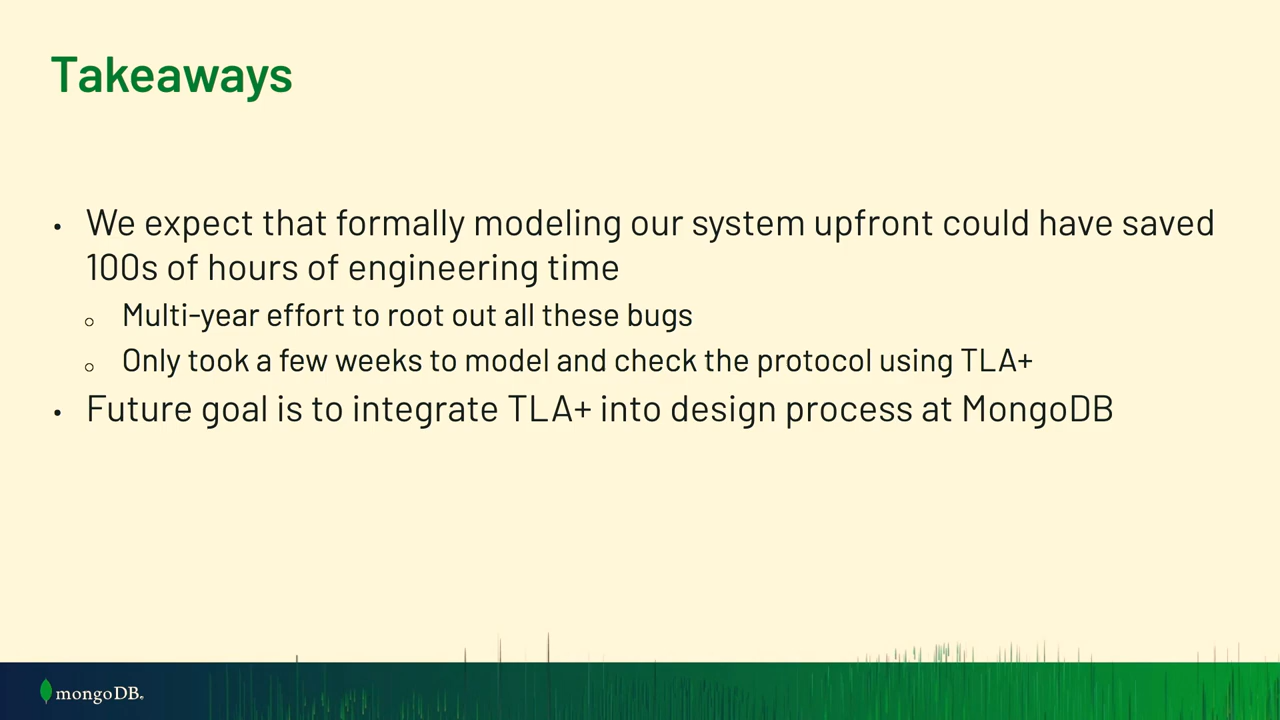 Takeaways
• We expect that formally modeling our system upfront could have saved
100s of hours of engineering time
○ Multi-year effort to root out all these bugs
○ Only took a few weeks to model and check the protocol using TLA+
• Future goal is to integrate TLA+ into design process at MongoDB
mongoDB.